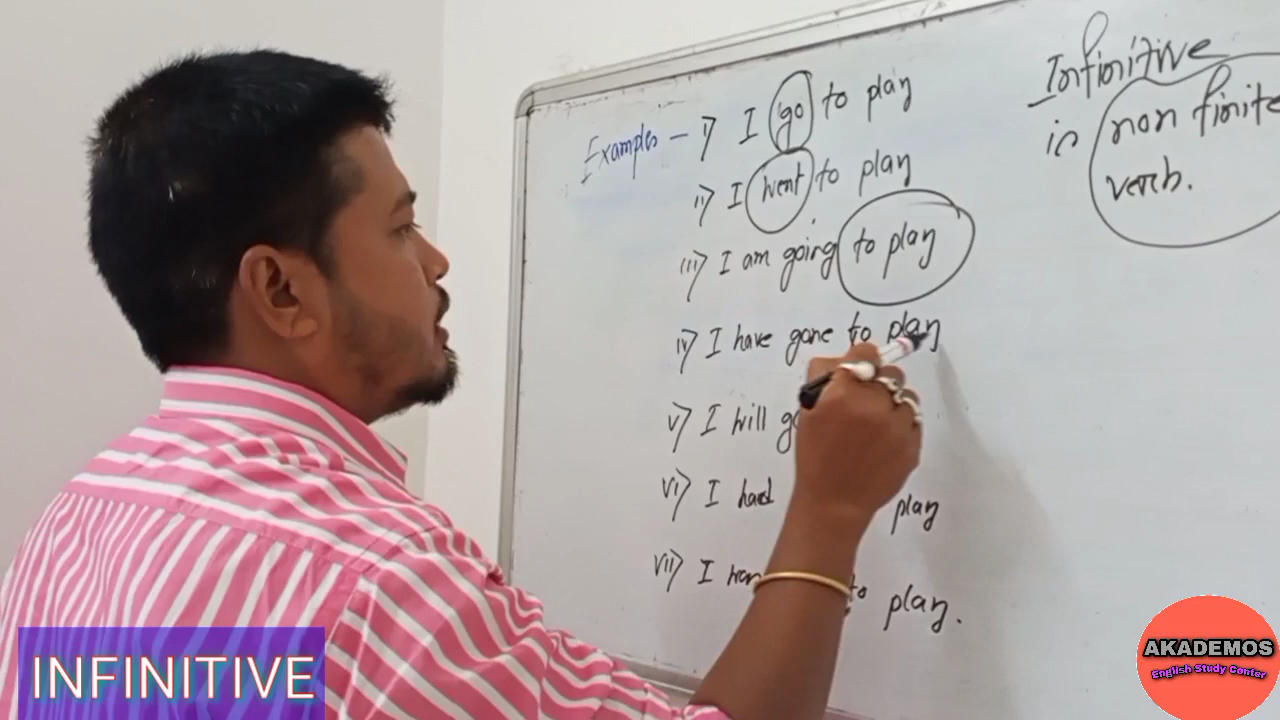 Examples - i) I go to play
ii) I went to play
iii) I am going to play
iv) I have gone to play
v) I will
vi) I had play
vii) I to play.
Infinitive
is non finite
verb.
INFINITIVE
AKADEMOS
English Study Center